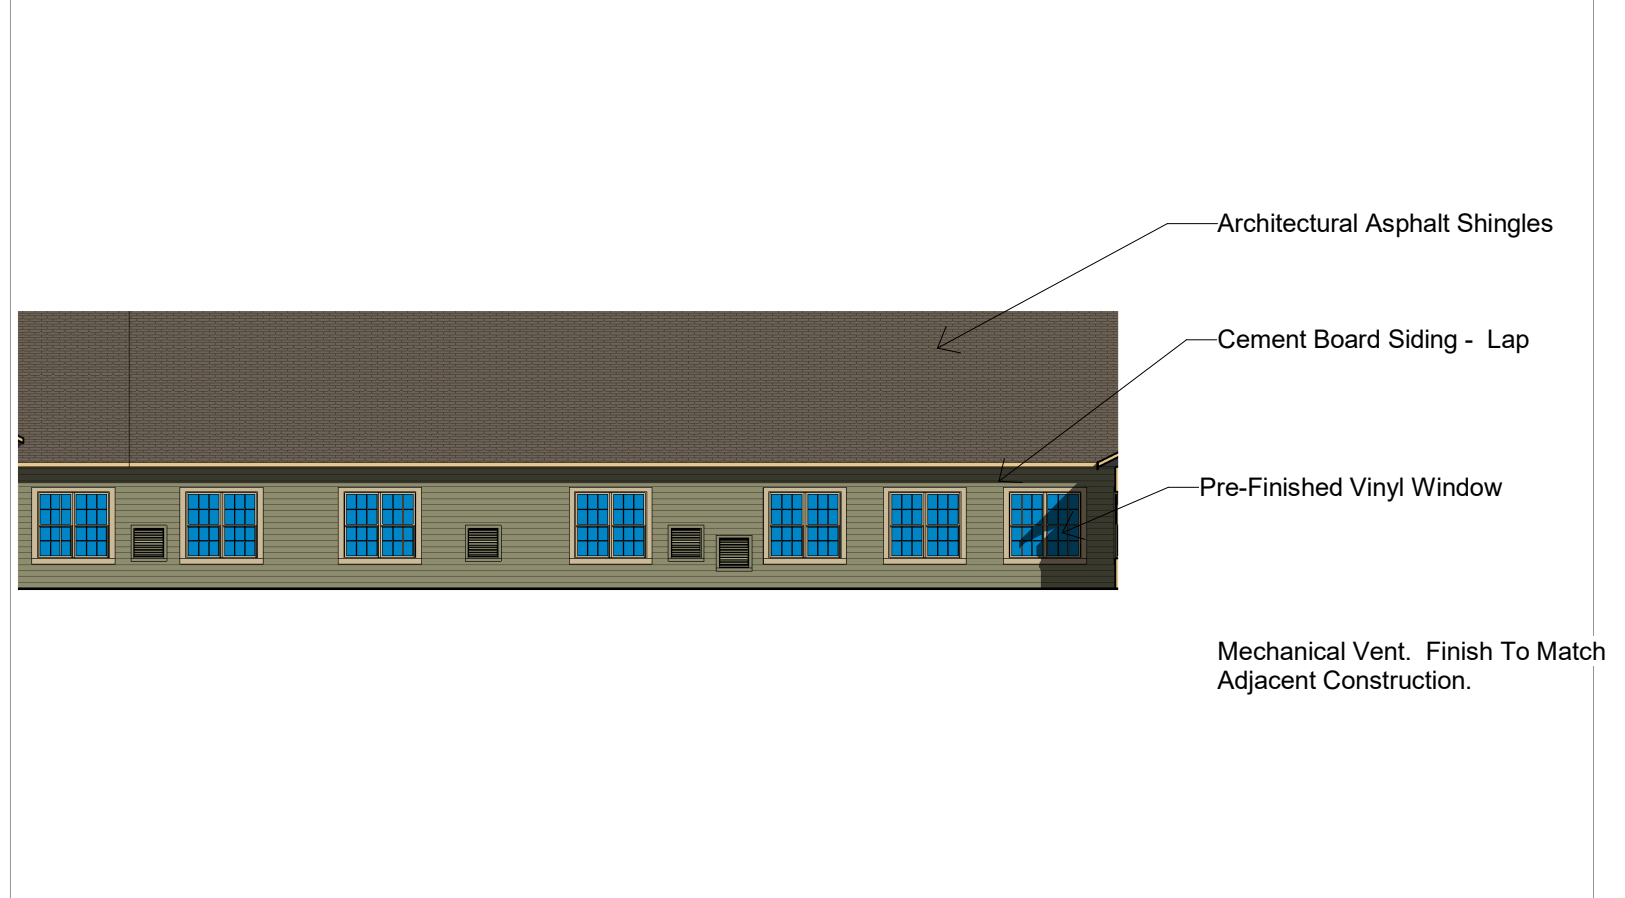 Architectural Asphalt Shingles
Cement Board Siding -  Lap
Pre-Finished Vinyl Window
Mechanical Vent.  Finish To Match
Adjacent Construction.